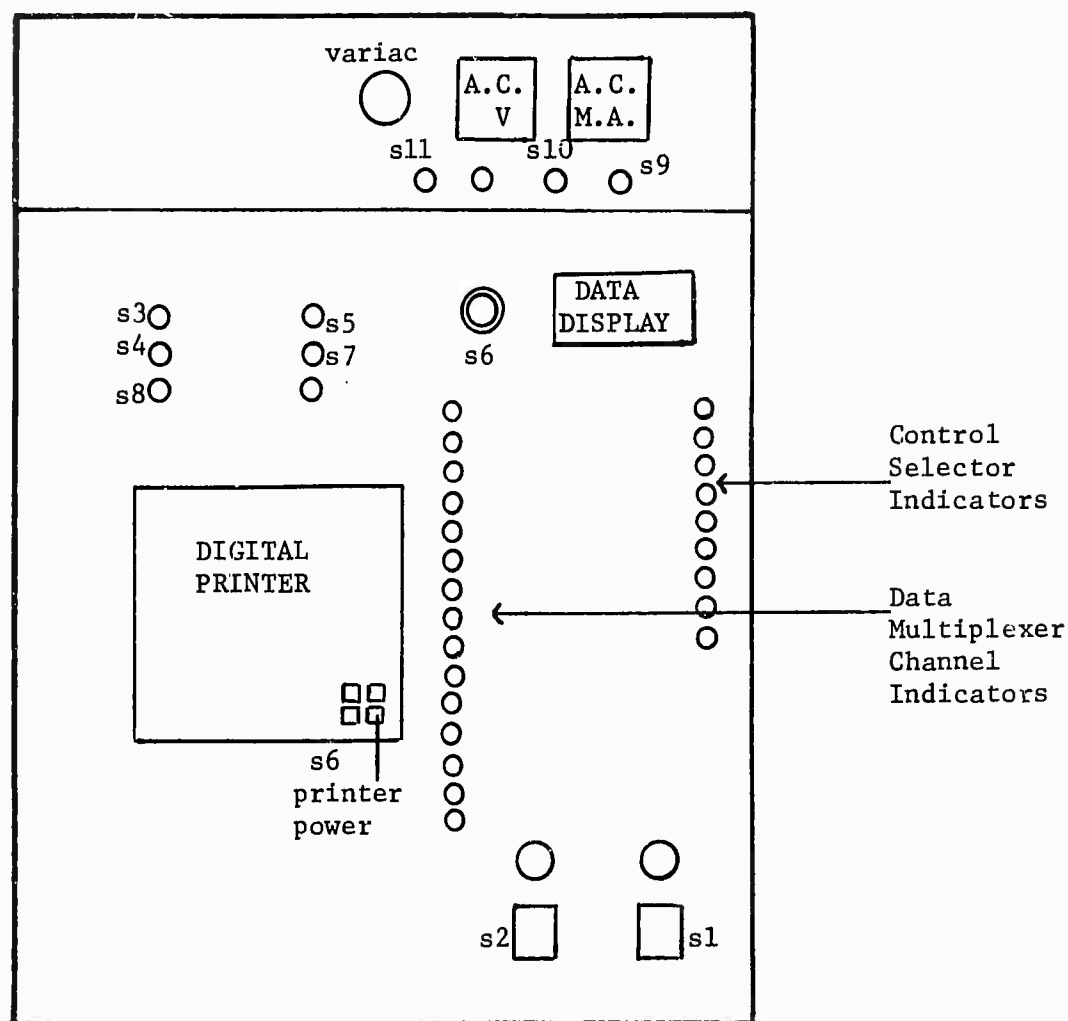 variac
A.C.
V
A.C.
M.A.
s11
s10
s9
s3
s5
s4
s7
s8
s6
DATA
DISPLAY
Control
Selector
Indicators
DIGITAL
PRINTER
Data
Multiplexer
Channel
Indicators
s6
printer
power
s2
s1